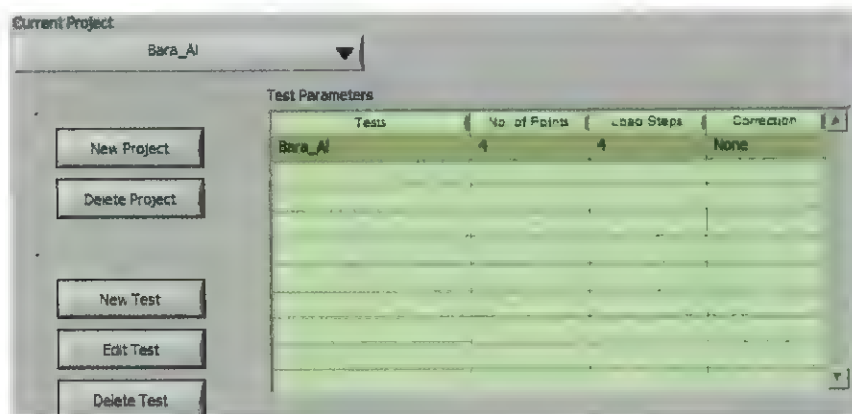 Current Project
Bara_Al
Test Parameters
Tests No. of Points Load Steps Correction
Bara_Al 4 4 None
New Project
Delete Project
New Test
Edit Test
Delete Test